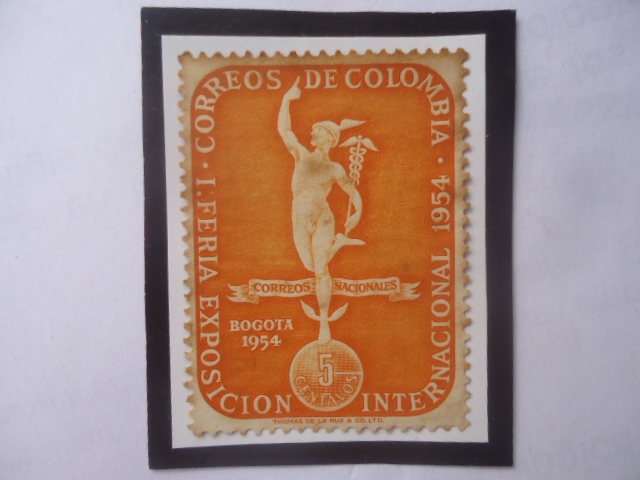 CORREOS DE COLOMBIA
· I. FERIA EXPOSICION INTERNACIONAL 1954 ·
CORREOS NACIONALES
BOGOTA
1954
5
CENTAVOS
THOMAS DE LA RUE & CO. LTD.